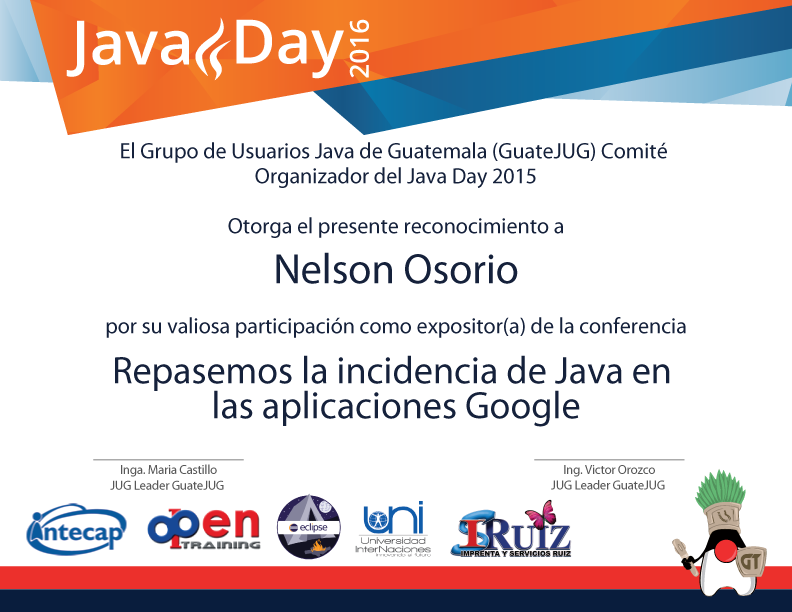 Java Day 2016
El Grupo de Usuarios Java de Guatemala (GuateJUG) Comité
Organizador del Java Day 2015
Otorga el presente reconocimiento a
Nelson Osorio
por su valiosa participación como expositor(a) de la conferencia
Repasemos la incidencia de Java en
las aplicaciones Google
Inga. Maria Castillo
JUG Leader GuateJUG
Ing. Victor Orozco
JUG Leader GuateJUG
intecap
open
TRAINING
eclipse
uni
Universidad
InterNaciones
innovando el futuro
SIRUIZ
IMPRENTA Y SERVICIOS RUIZ
GT